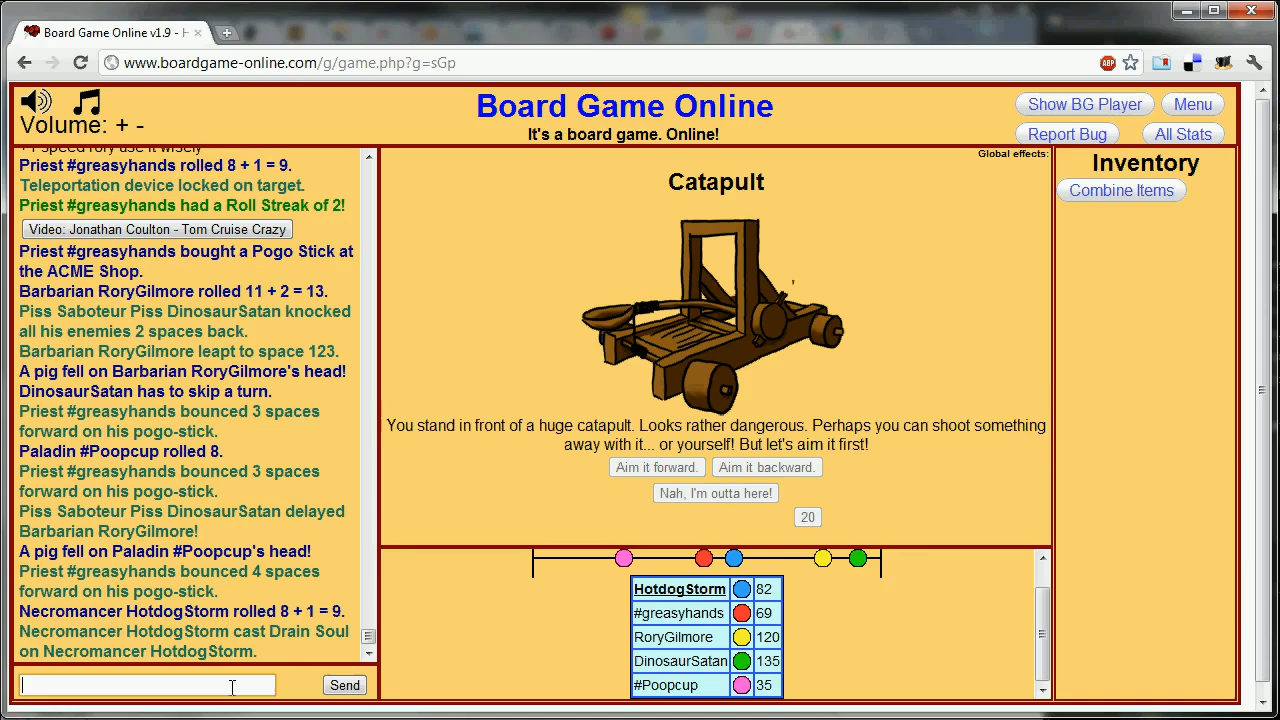 Board Game Online v1.9 - H
www.boardgame-online.com/g/game.php?g=sGp
ABP
Volume: + -
Board Game Online
It's a board game. Online!
Show BG Player
Menu
Report Bug
All Stats
use it wisely
Priest #greasyhands rolled 8 + 1 = 9.
Teleportation device locked on target.
Priest #greasyhands had a Roll Streak of 2!
Video: Jonathan Coulton - Tom Cruise Crazy
Priest #greasyhands bought a Pogo Stick at
the ACME Shop.
Barbarian RoryGilmore rolled 11 + 2 = 13.
Piss Saboteur Piss DinosaurSatan knocked
all his enemies 2 spaces back.
Barbarian RoryGilmore leapt to space 123.
A pig fell on Barbarian RoryGilmore's head!
DinosaurSatan has to skip a turn.
Priest #greasyhands bounced 3 spaces
forward on his pogo-stick.
Paladin #Poopcup rolled 8.
Priest #greasyhands bounced 3 spaces
forward on his pogo-stick.
Piss Saboteur Piss DinosaurSatan delayed
Barbarian RoryGilmore!
A pig fell on Paladin #Poopcup's head!
Priest #greasyhands bounced 4 spaces
forward on his pogo-stick.
Necromancer HotdogStorm rolled 8 + 1 = 9.
Necromancer HotdogStorm cast Drain Soul
on Necromancer HotdogStorm.
Send
Global effects:
Catapult
You stand in front of a huge catapult. Looks rather dangerous. Perhaps you can shoot something
away with it... or yourself! But let's aim it first!
Aim it forward.
Aim it backward.
Nah, I'm outta here!
20
HotdogStorm 82
#greasyhands 69
RoryGilmore 120
DinosaurSatan 135
#Poopcup 35
Inventory
Combine Items